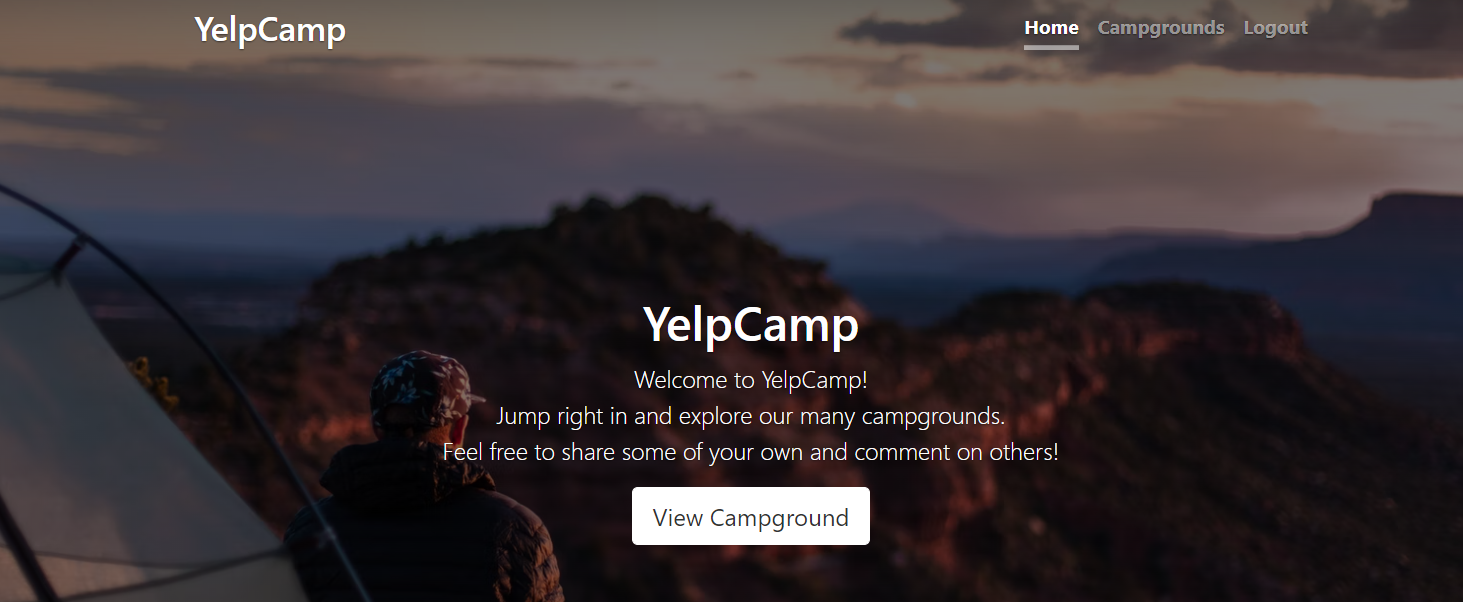 YelpCamp
Home Campgrounds Logout
YelpCamp
Welcome to YelpCamp!
Jump right in and explore our many campgrounds.
Feel free to share some of your own and comment on others!
View Campground